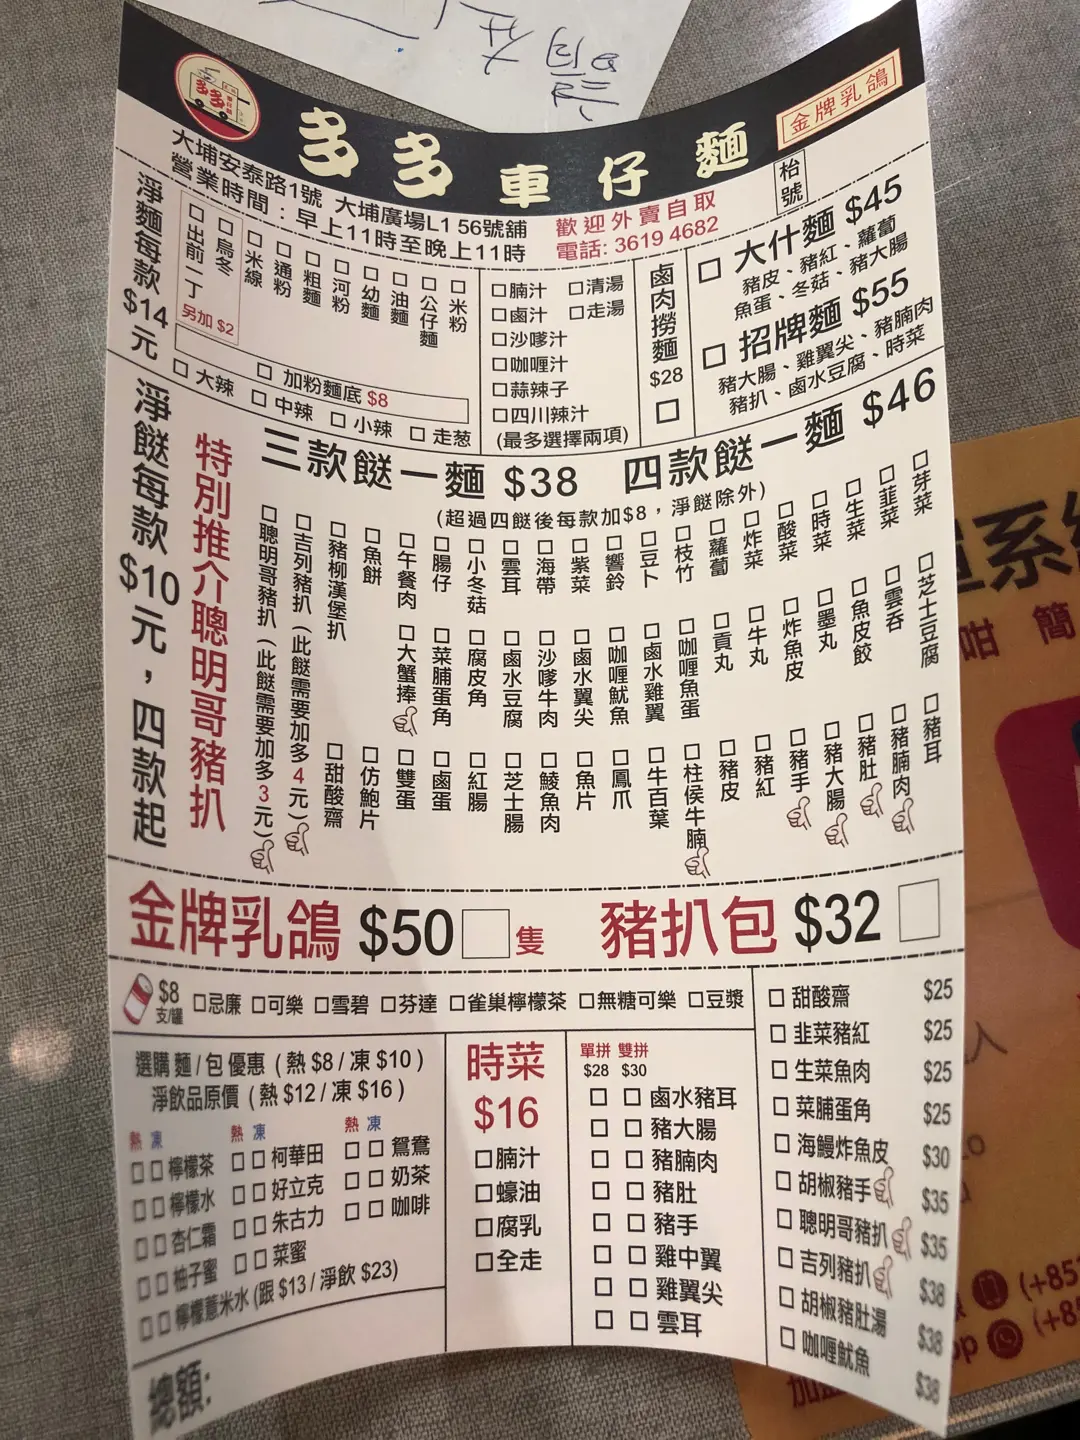 多多車仔麵
金牌乳鴿
多多
大埔安泰路1號 大埔廣場L1 56號舖
營業時間：早上11時至晚上11時
歡迎外賣自取
電話: 3619 4682
枱號
淨麵每款$14元
□出前一丁
□烏冬
另加 $2
□米線
□通粉
□粗麵
□河粉
□幼麵
□油麵
□公仔麵
□米粉
□ 加粉麵底 $8
□ 大辣 □ 中辣 □ 小辣 □ 走葱
□腩汁 □清湯
□鹵汁 □走湯
□沙嗲汁
□咖喱汁
□蒜辣子
□四川辣汁
(最多選擇兩項)
鹵肉撈麵
$28
□
□ 大什麵 $45
豬皮、豬紅、蘿蔔
魚蛋、冬菇、豬大腸
□ 招牌麵 $55
豬大腸、雞翼尖、豬腩肉
豬扒、鹵水豆腐、時菜
淨餸每款$10元，四款起
特別推介聰明哥豬扒
三款餸一麵 $38 四款餸一麵 $46
(超過四餸後每款加$8，淨餸除外)
□聰明哥豬扒（此餸需要加多3元）
□吉列豬扒（此餸需要加多4元）
□豬柳漢堡扒
□魚餅
□午餐肉
□腸仔
□小冬菇
□雲耳
□海帶
□紫菜
□響鈴
□豆卜
□枝竹
□蘿蔔
□炸菜
□酸菜
□時菜
□生菜
□韭菜
□芽菜
□大蟹捧
□菜脯蛋角
□腐皮角
□鹵水豆腐
□沙嗲牛肉
□鹵水翼尖
□咖喱魷魚
□鹵水雞翼
□咖喱魚蛋
□貢丸
□牛丸
□炸魚皮
□墨丸
□魚皮餃
□雲吞
□芝士豆腐
□甜酸齋
□仿鮑片
□雙蛋
□鹵蛋
□紅腸
□芝士腸
□鯪魚肉
□魚片
□鳳爪
□牛百葉
□柱侯牛腩
□豬皮
□豬紅
□豬手
□豬大腸
□豬肚
□豬腩肉
□豬耳
金牌乳鴿 $50 □隻 豬扒包 $32 □
$8
支/罐
□忌廉 □可樂 □雪碧 □芬達 □雀巢檸檬茶 □無糖可樂 □豆漿
選購 麵 / 包 優惠 ( 熱 $8 / 凍 $10 )
淨飲品原價 ( 熱 $12 / 凍 $16 )
熱 凍 熱 凍 熱 凍
□ □ 檸檬茶 □ □ 柯華田 □ □ 鴛鴦
□ □ 檸檬水 □ □ 好立克 □ □ 奶茶
□ □ 杏仁霜 □ □ 朱古力 □ □ 咖啡
□ □ 柚子蜜 □ □ 菜蜜
□ □ 檸檬薏米水 (跟 $13 / 淨飲 $23)
總額:
時菜
$16
□腩汁
□蠔油
□腐乳
□全走
單拼 雙拼
$28 $30
□ □ 鹵水豬耳
□ □ 豬大腸
□ □ 豬腩肉
□ □ 豬肚
□ □ 豬手
□ □ 雞中翼
□ □ 雞翼尖
□ □ 雲耳
□ 甜酸齋 $25
□ 韭菜豬紅 $25
□ 生菜魚肉 $25
□ 菜脯蛋角 $25
□ 海鰻炸魚皮 $30
□ 胡椒豬手 $35
□ 聰明哥豬扒 $35
□ 吉列豬扒 $38
□ 胡椒豬肚湯 $38
□ 咖喱魷魚 $38
咁 簡
人
(+85
(+8